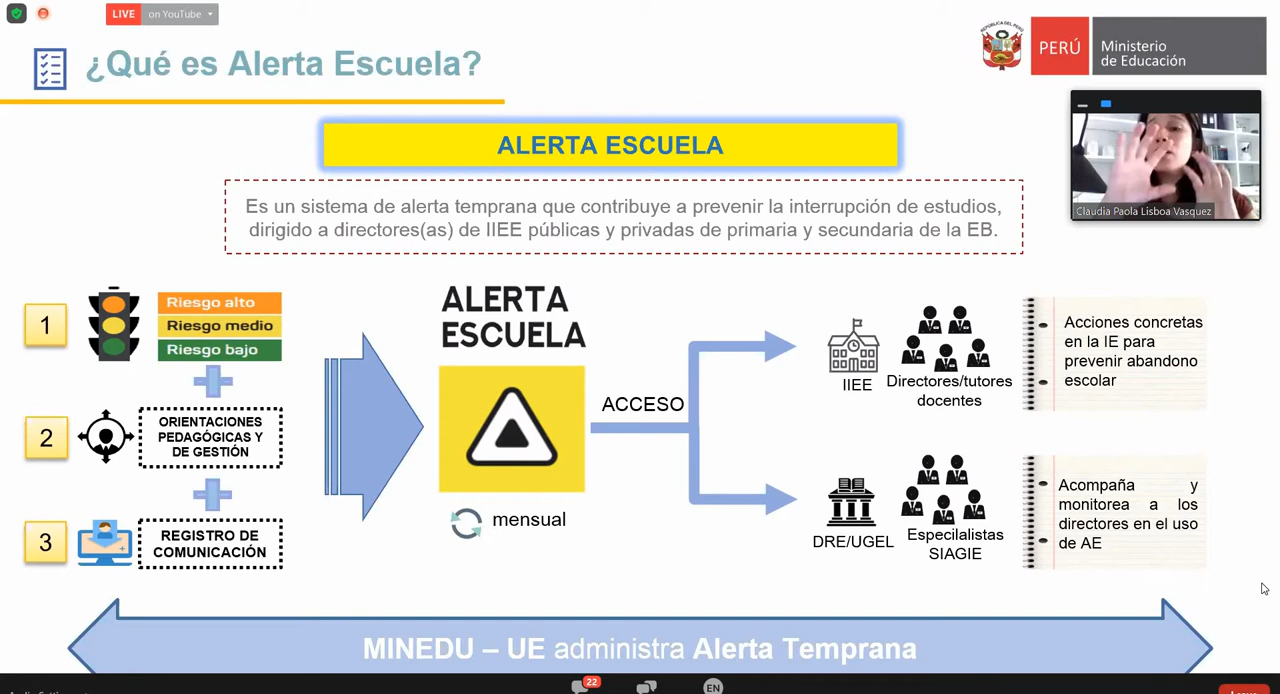 LIVE on YouTube
¿Qué es Alerta Escuela?
PERÚ
Ministerio
de Educación
ALERTA ESCUELA
Claudia Paola Lisboa Vasquez
Es un sistema de alerta temprana que contribuye a prevenir la interrupción de estudios,
dirigido a directores(as) de IIEE públicas y privadas de primaria y secundaria de la EB.
1
Riesgo alto
Riesgo medio
Riesgo bajo
2
ORIENTACIONES
PEDAGÓGICAS Y
DE GESTIÓN
3
REGISTRO DE
COMUNICACIÓN
ALERTA
ESCUELA
mensual
ACCESO
IIEE
Directores/tutores
docentes
Acciones concretas
en la IE para
prevenir abandono
escolar
DRE/UGEL
Especialistas
SIAGIE
Acompaña y
monitorea a los
directores en el uso
de AE
MINEDU – UE administra Alerta Temprana
22
EN